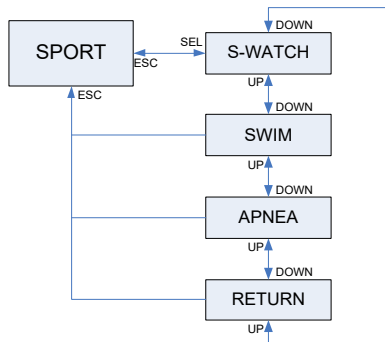 DOWN
SPORT
SEL
ESC
S-WATCH
UP
DOWN
ESC
SWIM
UP
DOWN
APNEA
UP
DOWN
RETURN
UP